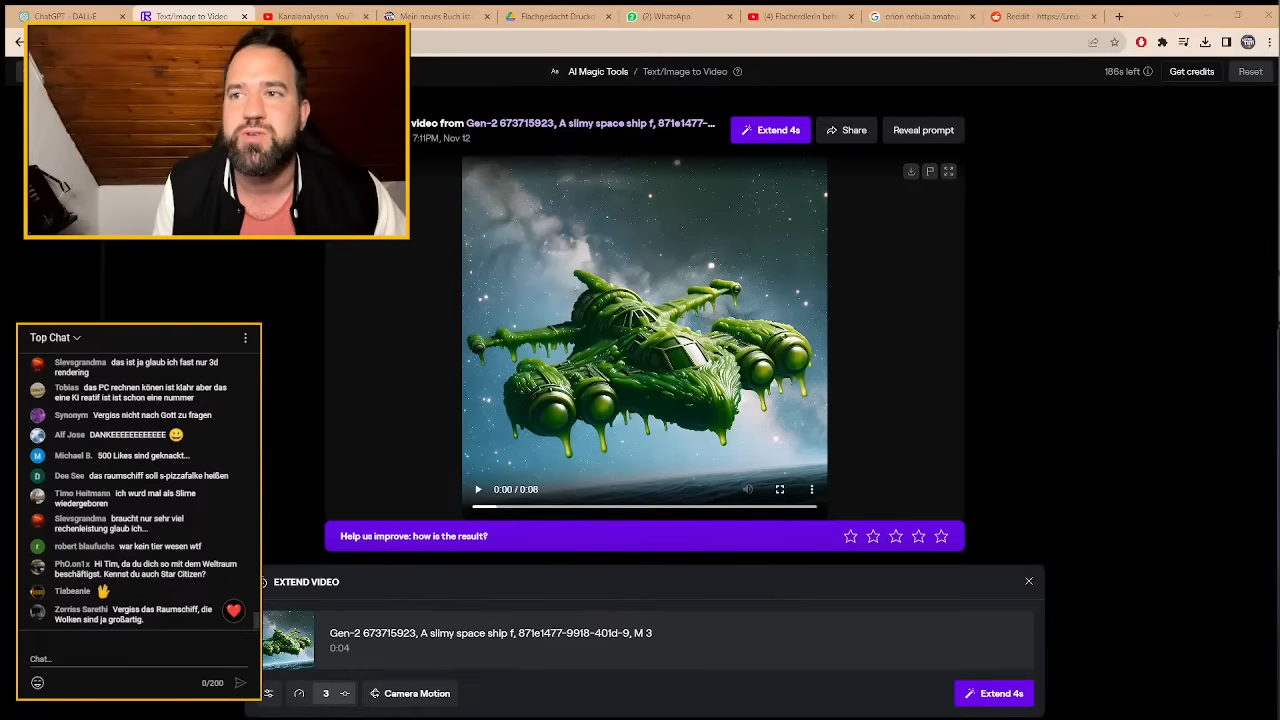 ChatGPT - DALL-E
Text/Image to Video
Kanalanalysen - YouT
Mein neues Buch ist
Flachgedacht Druckd
(2) WhatsApp
(4) Flacherdlerin beh
orion nebula amateu
Reddit - https://i.redd
AI Magic Tools / Text/Image to Video
186s left
Get credits
Reset
video from Gen-2 673715923, A slimy space ship f, 871e1477-...
7:11PM, Nov 12
Extend 4s
Share
Reveal prompt
0:00 / 0:08
Help us improve: how is the result?
EXTEND VIDEO
Gen-2 673715923, A slimy space ship f, 871e1477-9918-401d-9, M 3
0:04
3
Camera Motion
Extend 4s
Top Chat
Slevsgrandma das ist ja glaub ich fast nur 3d
rendering
Tobias das PC rechnen könen ist klahr aber das
eine KI reatif ist ist schon eine nummer
Synonym Vergiss nicht nach Gott zu fragen
Alf Jose DANKEEEEEEEEEEEE
M Michael B. 500 Likes sind geknackt...
D Dee See das raumschiff soll s-pizzafalke heißen
Timo Heitmann ich wurd mal als Slime
wiedergeboren
Slevsgrandma braucht nur sehr viel
rechenleistung glaub ich...
r robert blaufuchs war kein tier wesen wtf
PhO.on1x Hi Tim, da du dich so mit dem Weltraum
beschäftigst. Kennst du auch Star Citizen?
Tiabeanie
Zorriss Sarethi Vergiss das Raumschiff, die
Wolken sind ja großartig.
Chat...
0/200